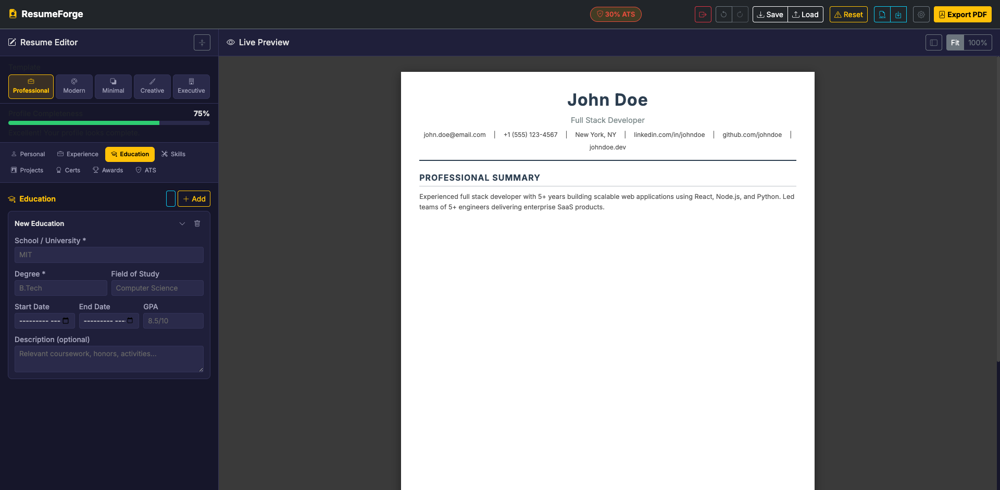 ResumeForge
30% ATS
Save
Load
Reset
JSON
Export PDF
Resume Editor
Live Preview
Fit
100%
Template
Professional
Modern
Minimal
Creative
Executive
Profile Completeness
75%
Excellent! Your profile looks complete.
Personal
Experience
Education
Skills
Projects
Certs
Awards
ATS
Education
+ Add
New Education
School / University *
MIT
Degree *
Field of Study
B.Tech
Computer Science
Start Date
End Date
GPA
--------- ---
--------- ---
8.5/10
Description (optional)
Relevant coursework, honors, activities...
John Doe
Full Stack Developer
john.doe@email.com | +1 (555) 123-4567 | New York, NY | linkedin.com/in/johndoe | github.com/johndoe |
johndoe.dev
PROFESSIONAL SUMMARY
Experienced full stack developer with 5+ years building scalable web applications using React, Node.js, and Python. Led
teams of 5+ engineers delivering enterprise SaaS products.